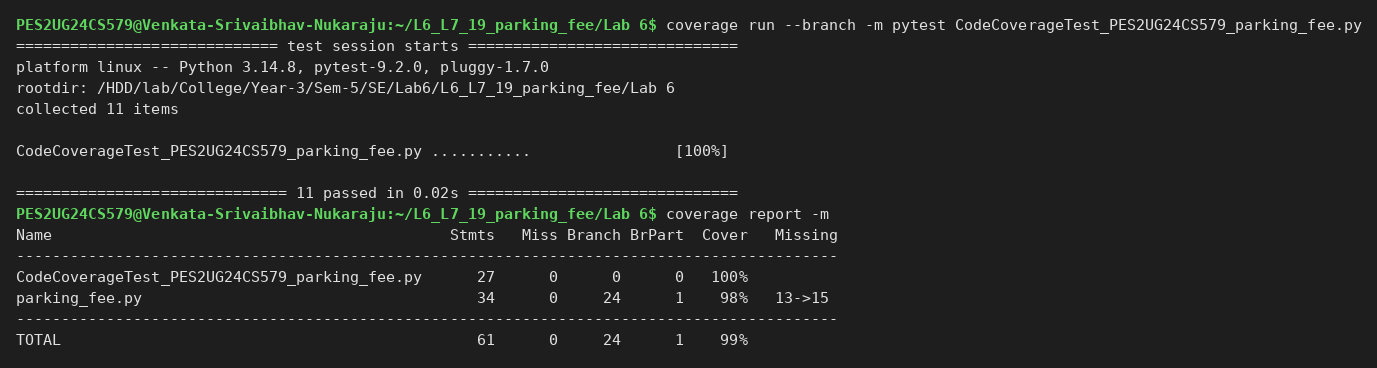 PES2UG24CS579@Venkata-Srivaibhav-Nukaraju:~/L6_L7_19_parking_fee/Lab 6$ coverage run --branch -m pytest CodeCoverageTest_PES2UG24CS579_parking_fee.py
============================= test session starts ==============================
platform linux -- Python 3.14.8, pytest-9.2.0, pluggy-1.7.0
rootdir: /HDD/lab/College/Year-3/Sem-5/SE/Lab6/L6_L7_19_parking_fee/Lab 6
collected 11 items

CodeCoverageTest_PES2UG24CS579_parking_fee.py ...........                [100%]

============================== 11 passed in 0.02s ==============================
PES2UG24CS579@Venkata-Srivaibhav-Nukaraju:~/L6_L7_19_parking_fee/Lab 6$ coverage report -m
Name                                            Stmts   Miss Branch BrPart  Cover   Missing
-------------------------------------------------------------------------------------------
CodeCoverageTest_PES2UG24CS579_parking_fee.py      27      0      0      0   100%
parking_fee.py                                     34      0     24      1    98%   13->15
-------------------------------------------------------------------------------------------
TOTAL                                              61      0     24      1    99%